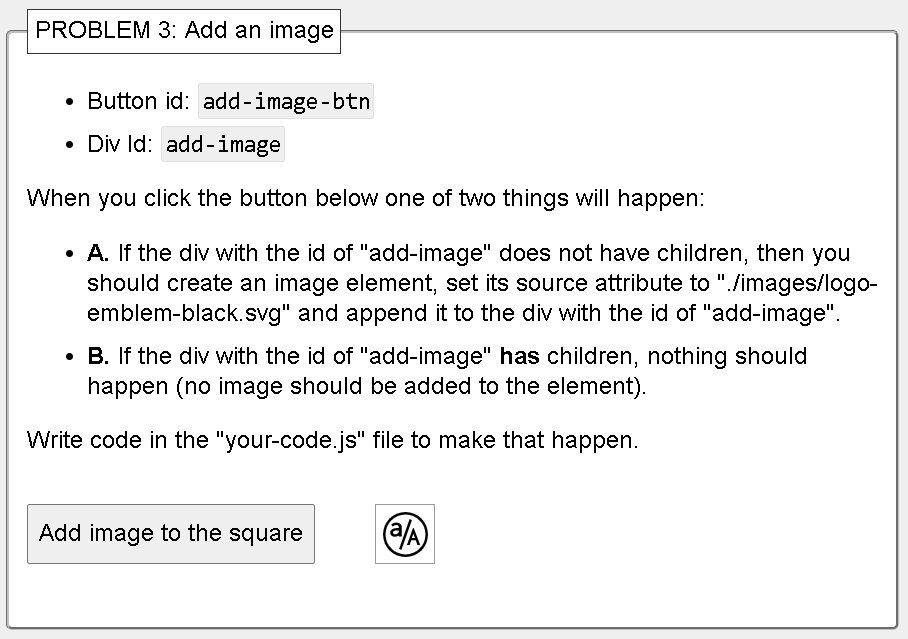 PROBLEM 3: Add an image
Button id: add-image-btn
Div Id: add-image
When you click the button below one of two things will happen:
A. If the div with the id of "add-image" does not have children, then you
should create an image element, set its source attribute to "./images/logo-
emblem-black.svg" and append it to the div with the id of "add-image".
B. If the div with the id of "add-image" has children, nothing should
happen (no image should be added to the element).
Write code in the "your-code.js" file to make that happen.
Add image to the square
a/A